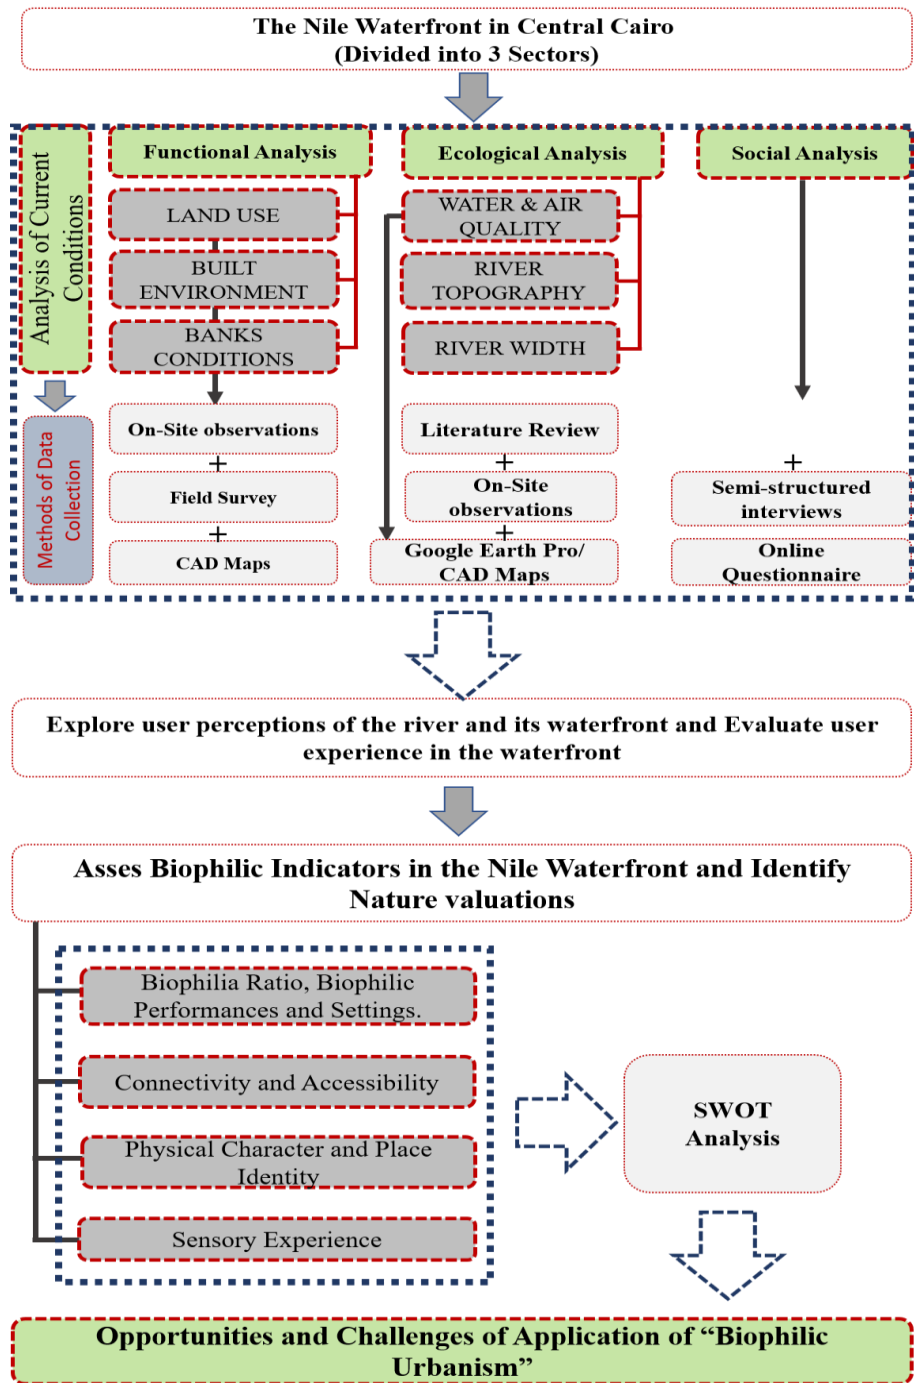 The Nile Waterfront in Central Cairo
(Divided into 3 Sectors)
Analysis of Current
Conditions
Functional Analysis
LAND USE
BUILT
ENVIRONMENT
BANKS
CONDITIONS
Ecological Analysis
WATER & AIR
QUALITY
RIVER
TOPOGRAPHY
RIVER WIDTH
Social Analysis
Methods of Data
Collection
On-Site observations
+
Field Survey
+
CAD Maps
Literature Review
+
On-Site
observations
+
Google Earth Pro/
CAD Maps
+
Semi-structured
interviews
Online
Questionnaire
Explore user perceptions of the river and its waterfront and Evaluate user
experience in the waterfront
Asses Biophilic Indicators in the Nile Waterfront and Identify
Nature valuations
Biophilia Ratio, Biophilic
Performances and Settings.
Connectivity and Accessibility
Physical Character and Place
Identity
Sensory Experience
SWOT
Analysis
Opportunities and Challenges of Application of “Biophilic
Urbanism”